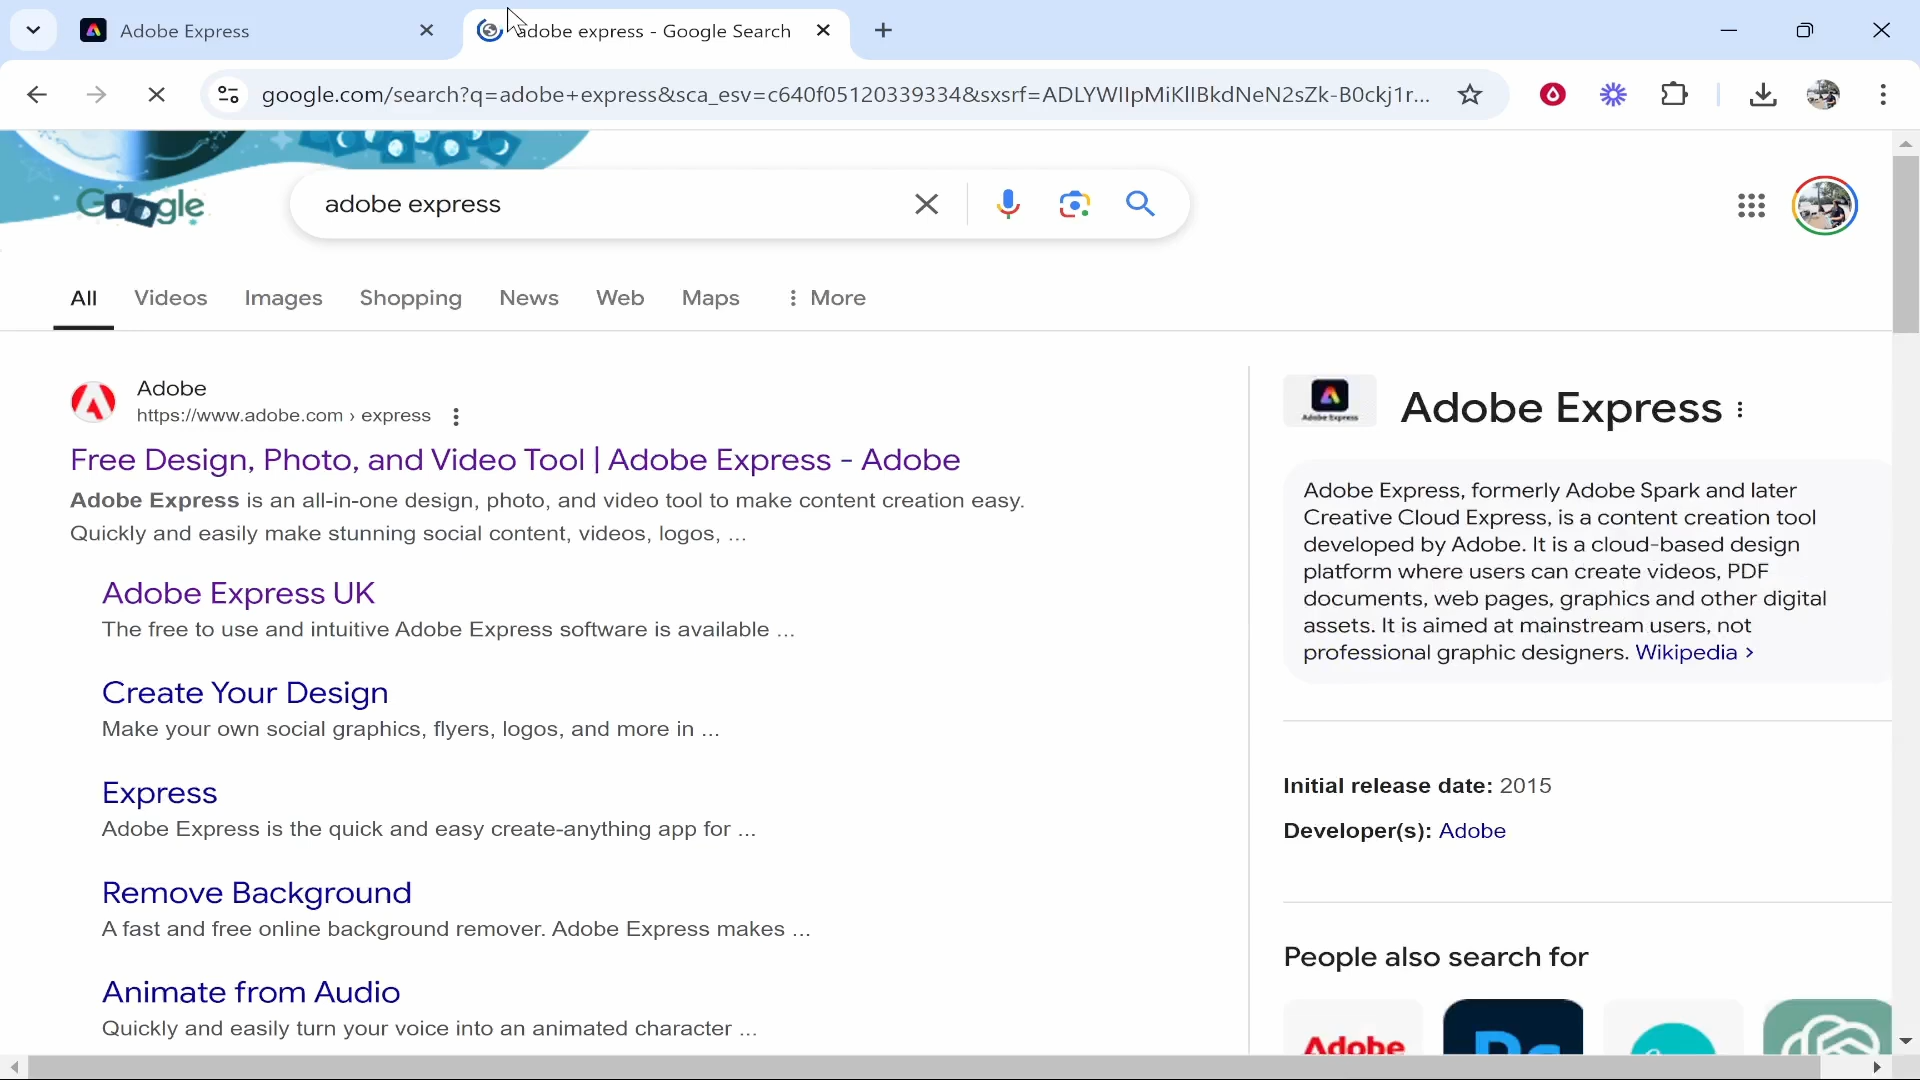 Adobe Express
adobe express - Google Search
google.com/search?q=adobe+express&sca_esv=c640f05120339334&sxsrf=ADLYWIIpMiKlIBkdNeN2sZk-B0ckj1r...
Google
adobe express
All
Videos
Images
Shopping
News
Web
Maps
More
Adobe
https://www.adobe.com › express
Free Design, Photo, and Video Tool | Adobe Express - Adobe
Adobe Express is an all-in-one design, photo, and video tool to make content creation easy.
Quickly and easily make stunning social content, videos, logos, ...
Adobe Express UK
The free to use and intuitive Adobe Express software is available ...
Create Your Design
Make your own social graphics, flyers, logos, and more in ...
Express
Adobe Express is the quick and easy create-anything app for ...
Remove Background
A fast and free online background remover. Adobe Express makes ...
Animate from Audio
Quickly and easily turn your voice into an animated character ...
Adobe Express
Adobe Express
Adobe Express, formerly Adobe Spark and later
Creative Cloud Express, is a content creation tool
developed by Adobe. It is a cloud-based design
platform where users can create videos, PDF
documents, web pages, graphics and other digital
assets. It is aimed at mainstream users, not
professional graphic designers. Wikipedia >
Initial release date: 2015
Developer(s): Adobe
People also search for
Adobe
Ps